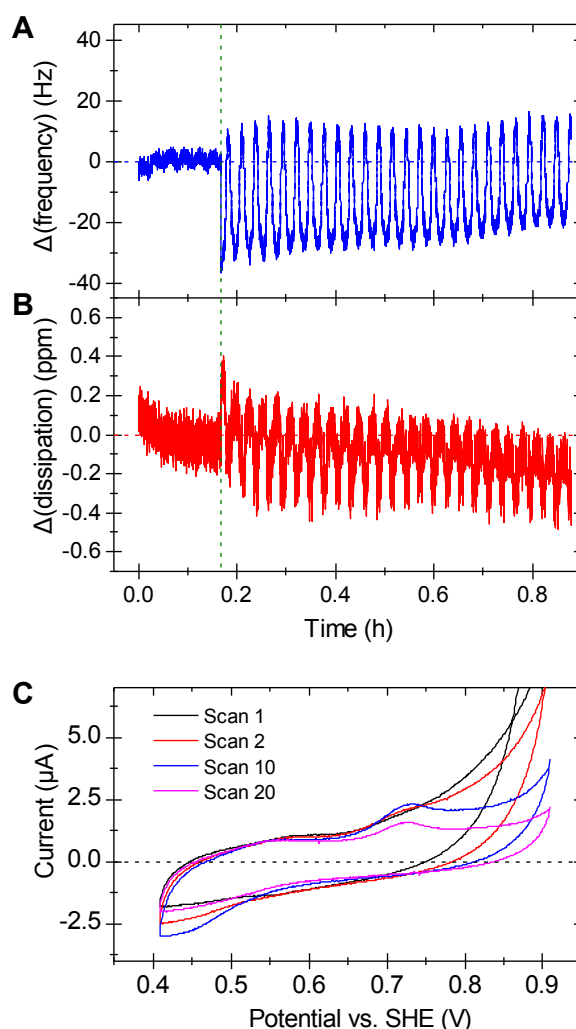 A
Δ(frequency) (Hz)
40
20
0
-20
-40
B
Δ(dissipation) (ppm)
0.6
0.4
0.2
0.0
-0.2
-0.4
-0.6
0.0 0.2 0.4 0.6 0.8
Time (h)
C
Current (µA)
5.0
2.5
0.0
-2.5
Scan 1
Scan 2
Scan 10
Scan 20
0.4 0.5 0.6 0.7 0.8 0.9
Potential vs. SHE (V)